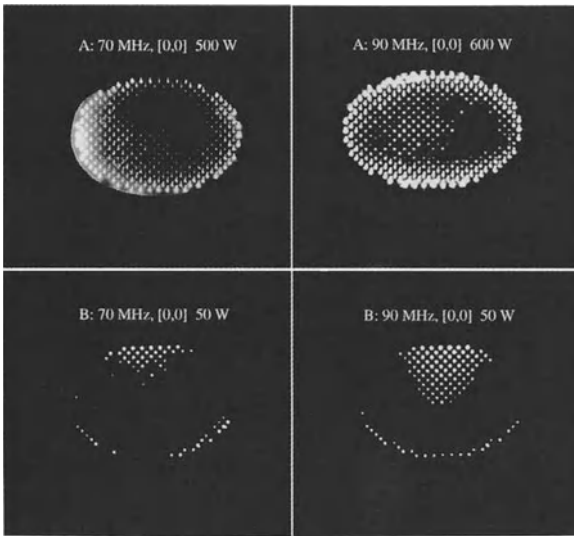 A: 70 MHz, [0,0] 500 W
A: 90 MHz, [0,0] 600 W
B: 70 MHz, [0,0] 50 W
B: 90 MHz, [0,0] 50 W